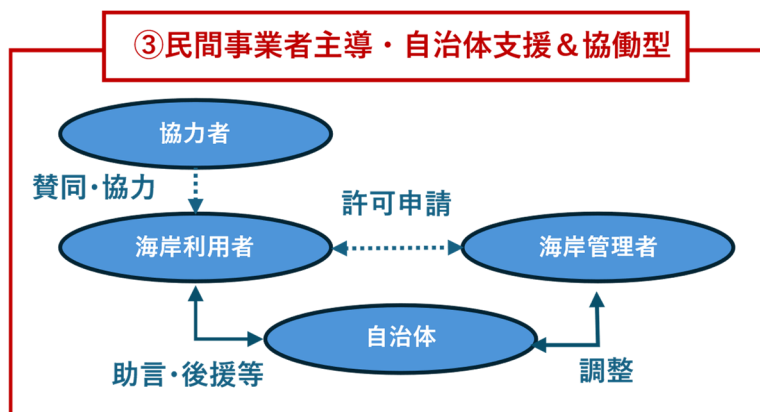 ③民間事業者主導・自治体支援＆協働型
協力者
賛同･協力
許可申請
海岸利用者
海岸管理者
自治体
助言･後援等
調整